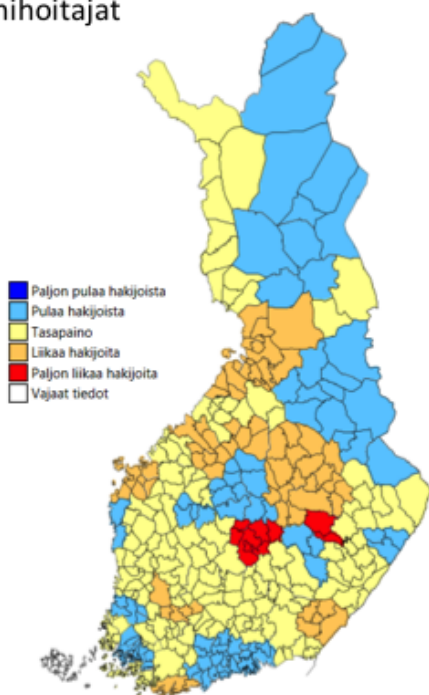 nihoitajat
Paljon pulaa hakijoista
Pulaa hakijoista
Tasapaino
Liikaa hakijoita
Paljon liikaa hakijoita
Vajaat tiedot